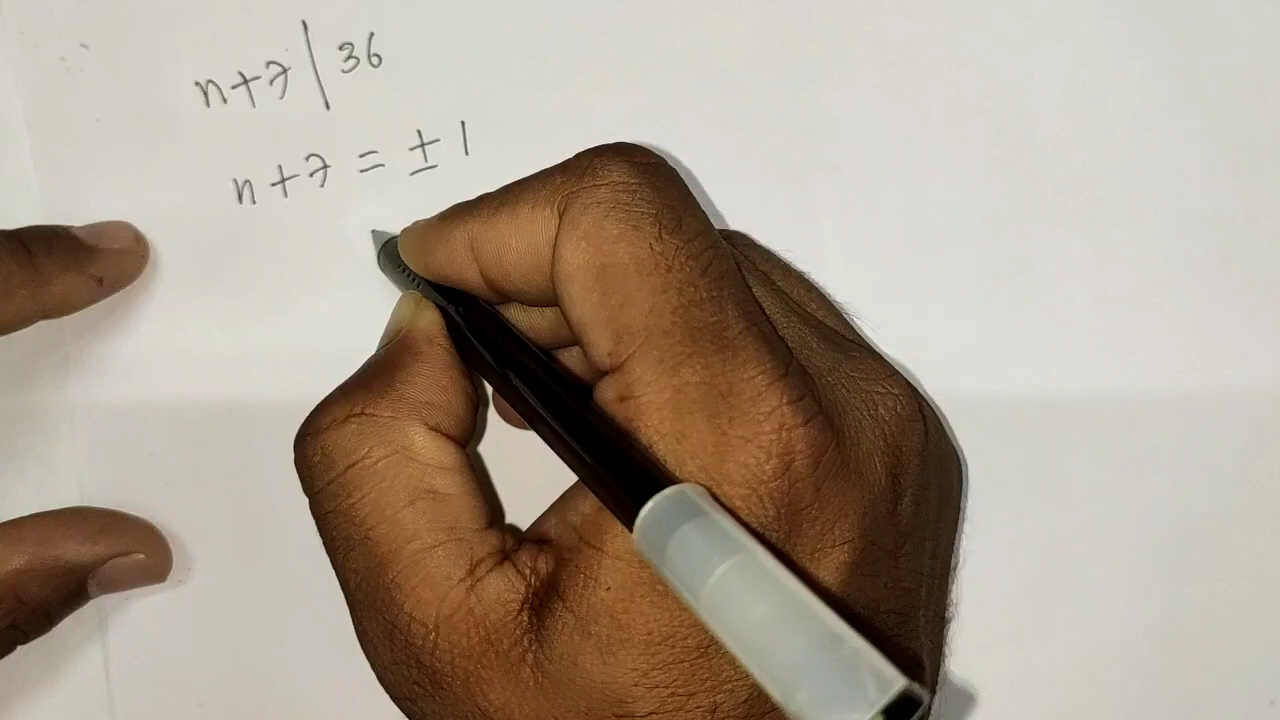 n+7 | 36
n+7 = ± 1